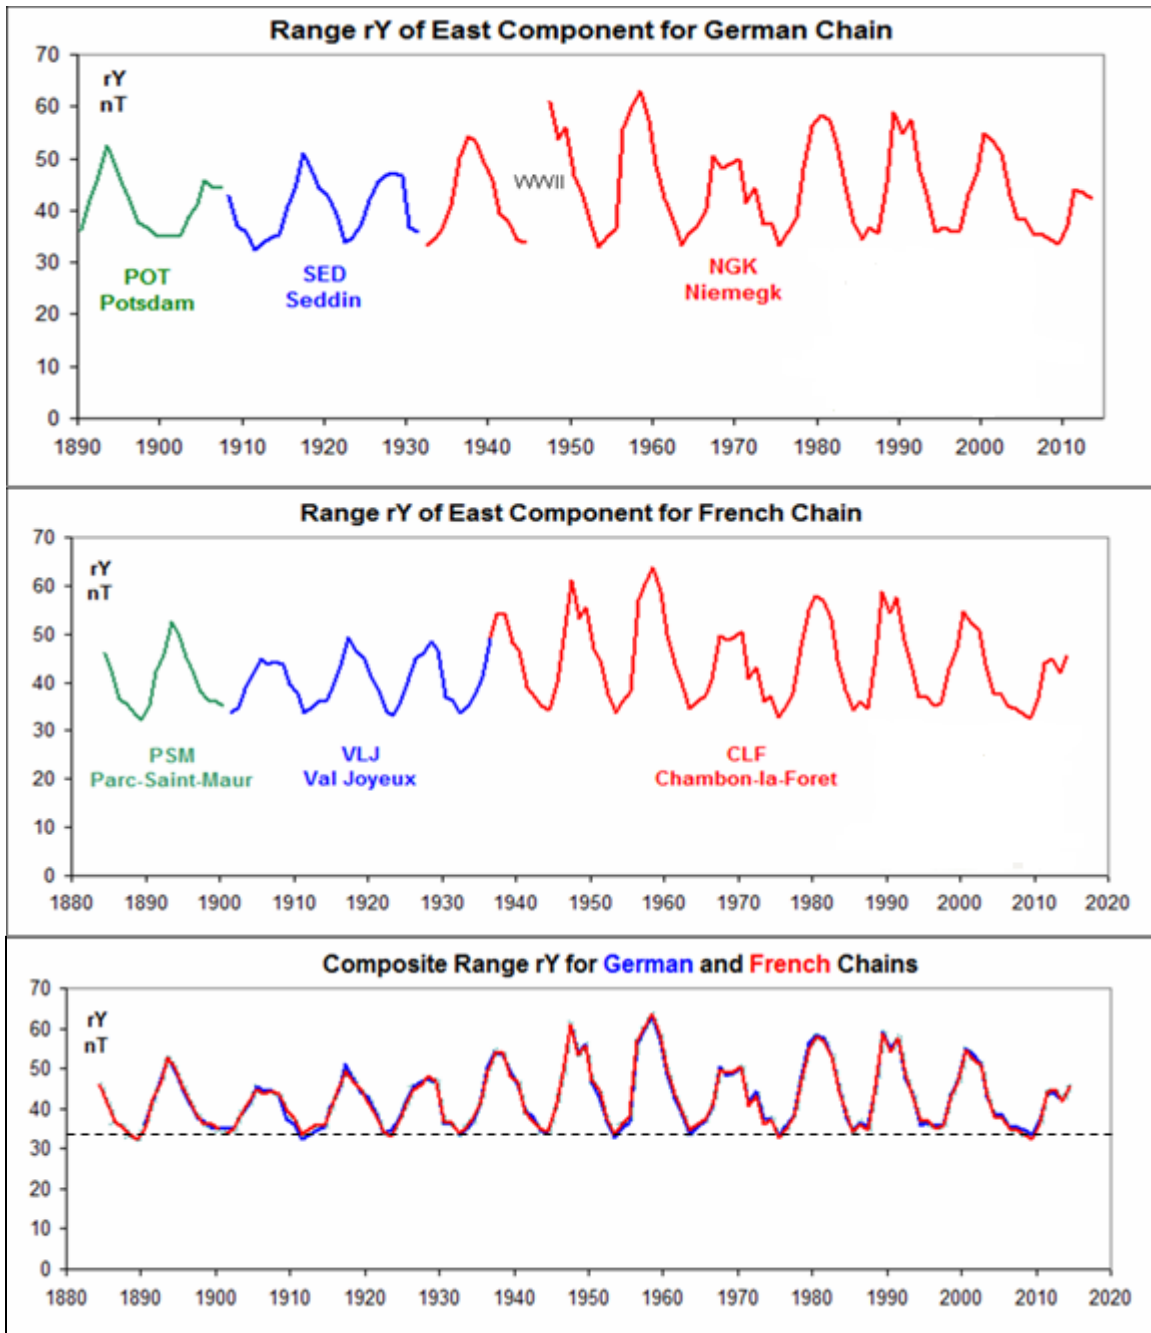 Range rY of East Component for German Chain
70
60
50
40
30
20
10
0
rY
nT
WWII
POT
Potsdam
SED
Seddin
NGK
Niemegk
1890 1900 1910 1920 1930 1940 1950 1960 1970 1980 1990 2000 2010
Range rY of East Component for French Chain
70
60
50
40
30
20
10
0
rY
nT
PSM
Parc-Saint-Maur
VLJ
Val Joyeux
CLF
Chambon-la-Foret
1880 1890 1900 1910 1920 1930 1940 1950 1960 1970 1980 1990 2000 2010 2020
Composite Range rY for German and French Chains
70
60
50
40
30
20
10
0
rY
nT
1880 1890 1900 1910 1920 1930 1940 1950 1960 1970 1980 1990 2000 2010 2020